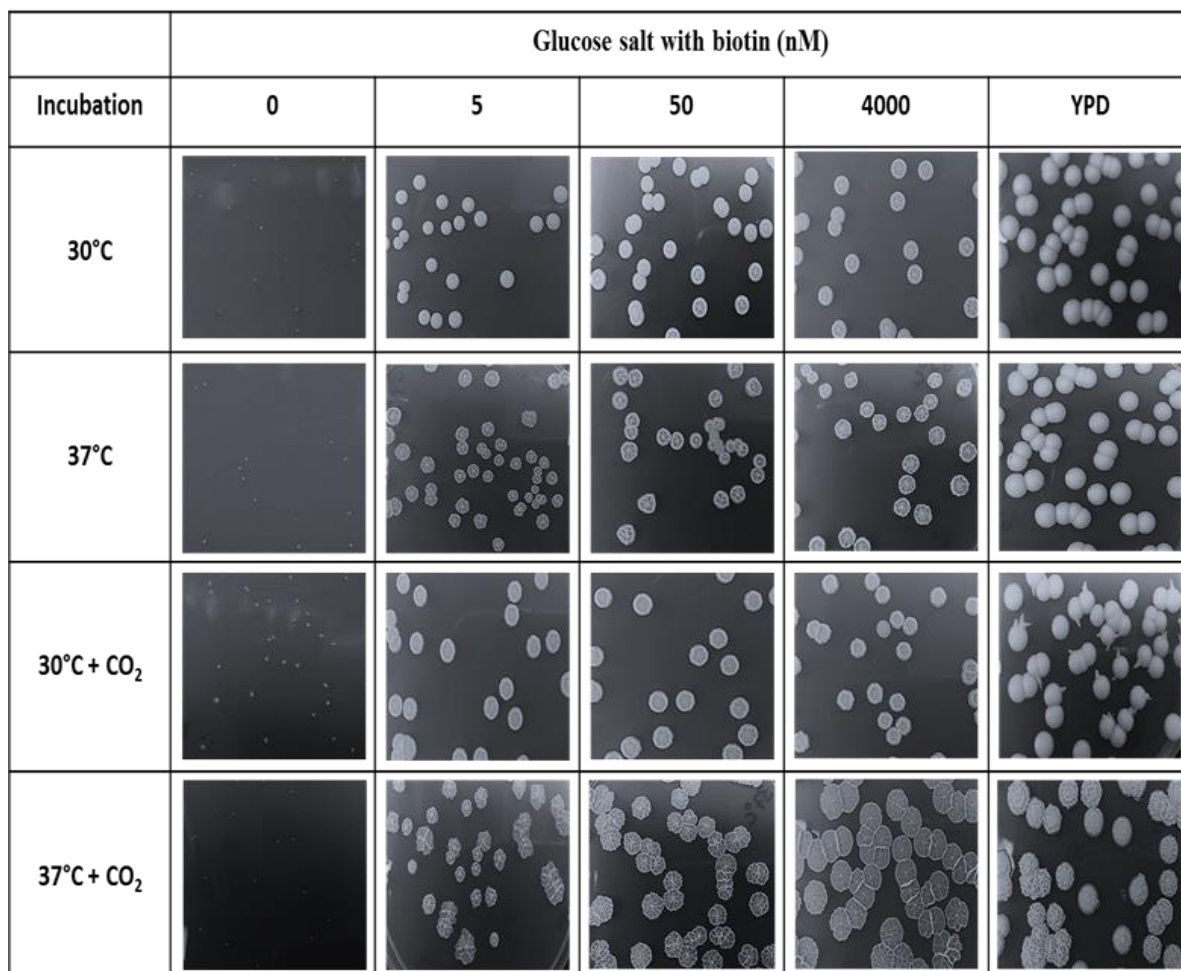 Glucose salt with biotin (nM)
Incubation 0 5 50 4000 YPD
30°C
37°C
30°C + CO₂
37°C + CO₂